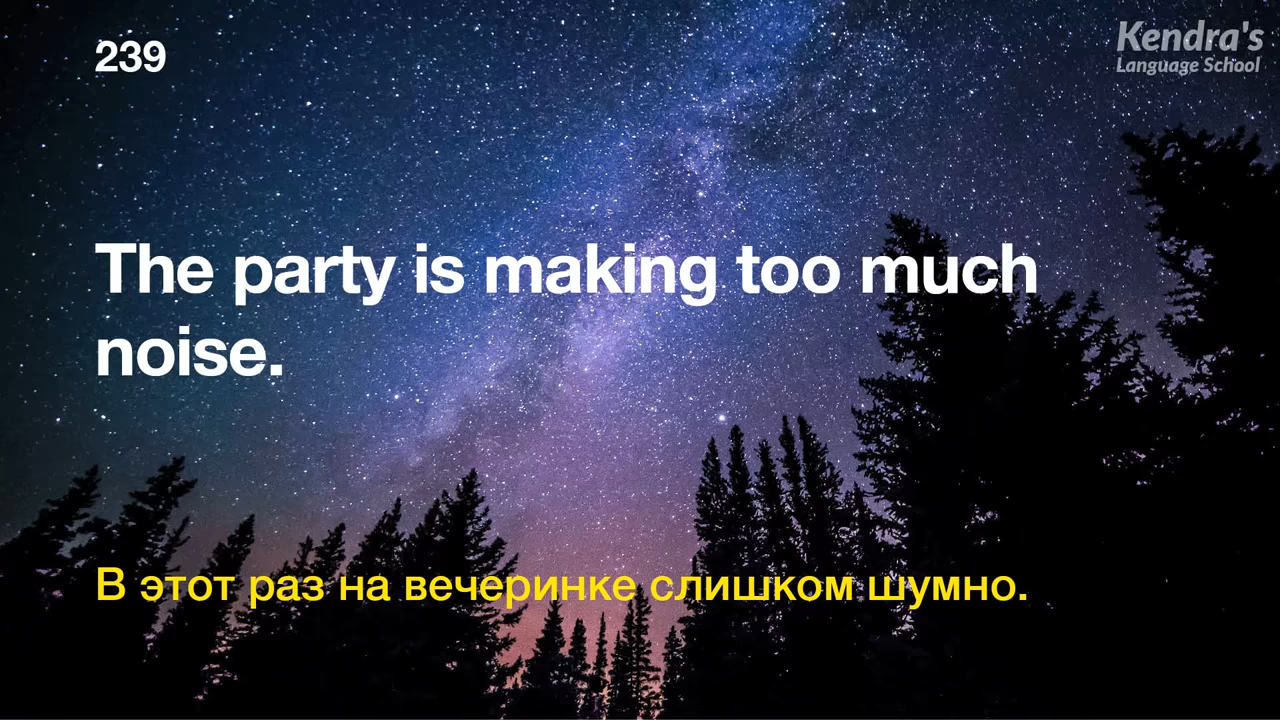 239
Kendra's
Language School
The party is making too much
noise.
В этот раз на вечеринке слишком шумно.